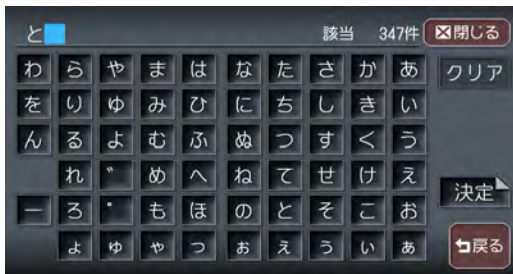 と 該当 347件 閉じる
わ ら や ま は な た さ か あ クリア
を り ゆ み ひ に ち し き い
ん る よ む ふ ぬ つ す く う
れ ゛ め へ ね て せ け え
ー ろ ゜ も ほ の と そ こ お 決定
ょ ゅ ゃ っ ぉ ぇ ぅ ぃ ぁ 戻る